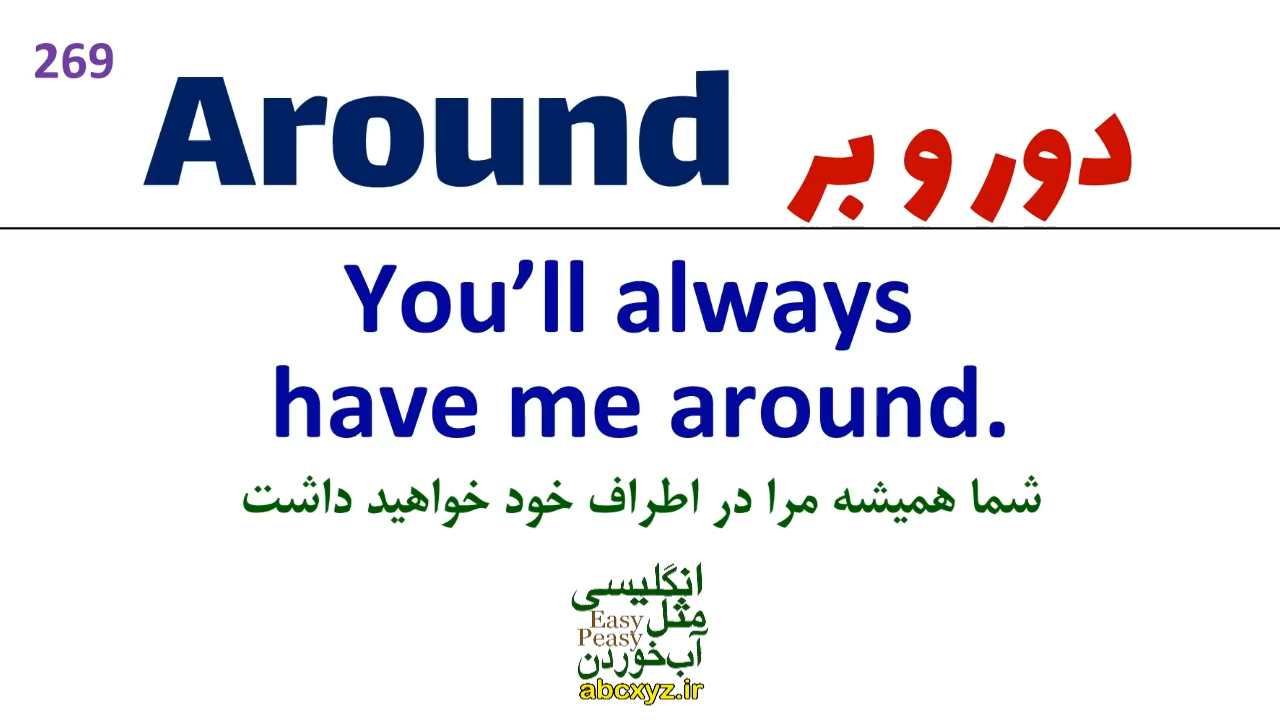 269
Around دور و بر
You’ll always
have me around.
شما همیشه مرا در اطراف خود خواهید داشت
انگلیسی
مثل
Easy
Peasy
آب‌خوردن
abcxyz.ir